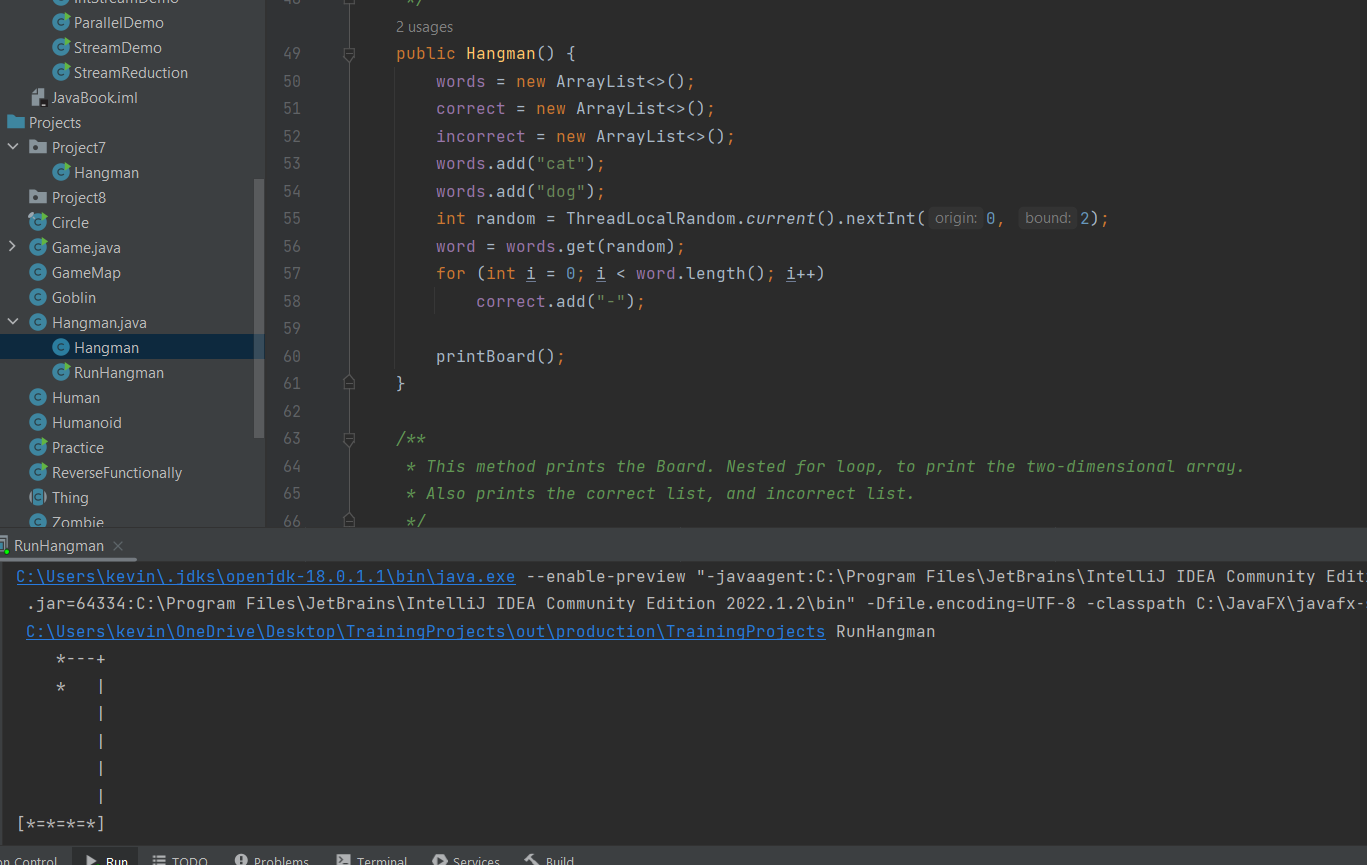 IntStreamDemo
ParallelDemo
StreamDemo
StreamReduction
JavaBook.iml
Projects
Project7
Hangman
Project8
Circle
Game.java
GameMap
Goblin
Hangman.java
Hangman
RunHangman
Human
Humanoid
Practice
ReverseFunctionally
Thing
Zombie
48 */
2 usages
49 public Hangman() {
50 words = new ArrayList<>();
51 correct = new ArrayList<>();
52 incorrect = new ArrayList<>();
53 words.add("cat");
54 words.add("dog");
55 int random = ThreadLocalRandom.current().nextInt( origin: 0, bound: 2);
56 word = words.get(random);
57 for (int i = 0; i < word.length(); i++)
58 correct.add("-");
59
60 printBoard();
61 }
62
63 /**
64 * This method prints the Board. Nested for loop, to print the two-dimensional array.
65 * Also prints the correct list, and incorrect list.
66 */
RunHangman ×
C:\Users\kevin\.jdks\openjdk-18.0.1.1\bin\java.exe --enable-preview "-javaagent:C:\Program Files\JetBrains\IntelliJ IDEA Community Edit
.jar=64334:C:\Program Files\JetBrains\IntelliJ IDEA Community Edition 2022.1.2\bin" -Dfile.encoding=UTF-8 -classpath C:\JavaFX\javafx-
C:\Users\kevin\OneDrive\Desktop\TrainingProjects\out\production\TrainingProjects RunHangman
*---+
* |
|
|
|
|
[*=*=*=*]
on Control Run TODO Problems Terminal Services Build